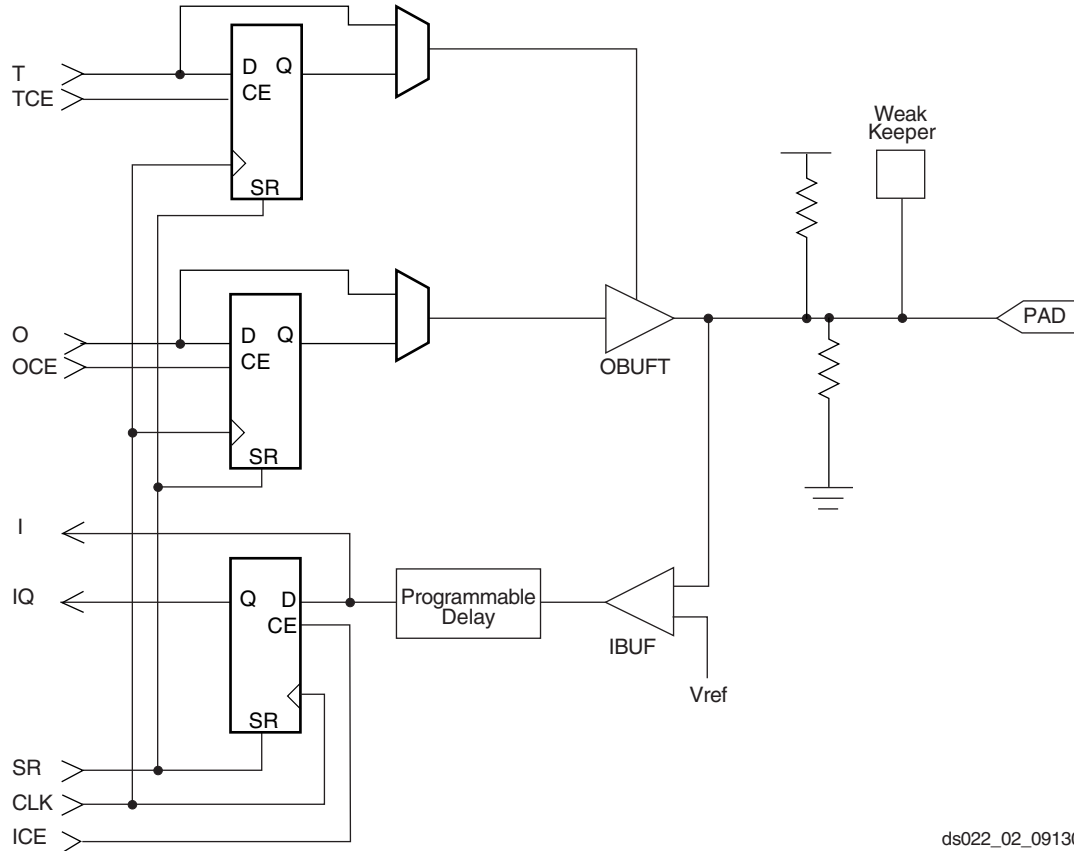 T
TCE
D Q
CE
SR
Weak
Keeper
O
OCE
D Q
CE
SR
OBUFT
PAD
I
IQ
Q D
CE
SR
Programmable
Delay
IBUF
Vref
SR
CLK
ICE
ds022_02_09130